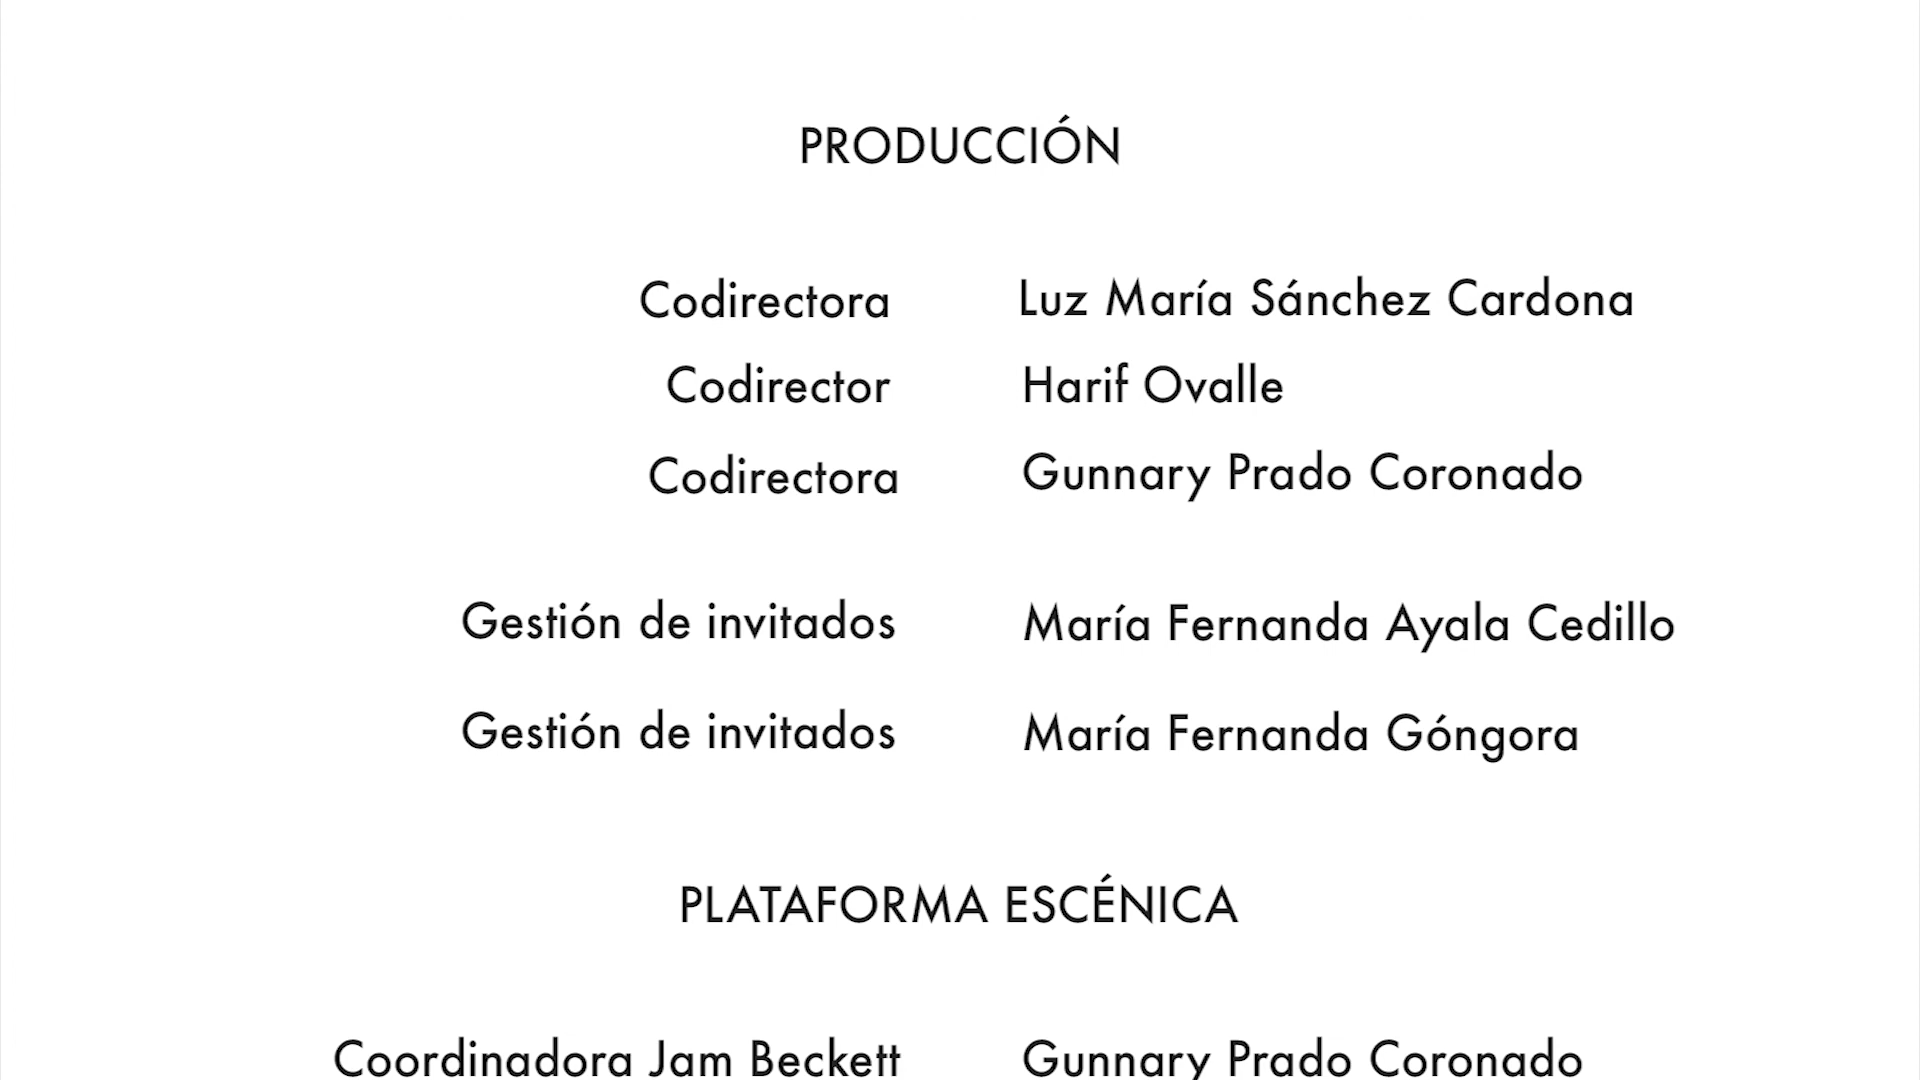 PRODUCCIÓN
Codirectora Luz María Sánchez Cardona
Codirector Harif Ovalle
Codirectora Gunnary Prado Coronado
Gestión de invitados María Fernanda Ayala Cedillo
Gestión de invitados María Fernanda Góngora
PLATAFORMA ESCÉNICA
Coordinadora Jam Beckett Gunnary Prado Coronado